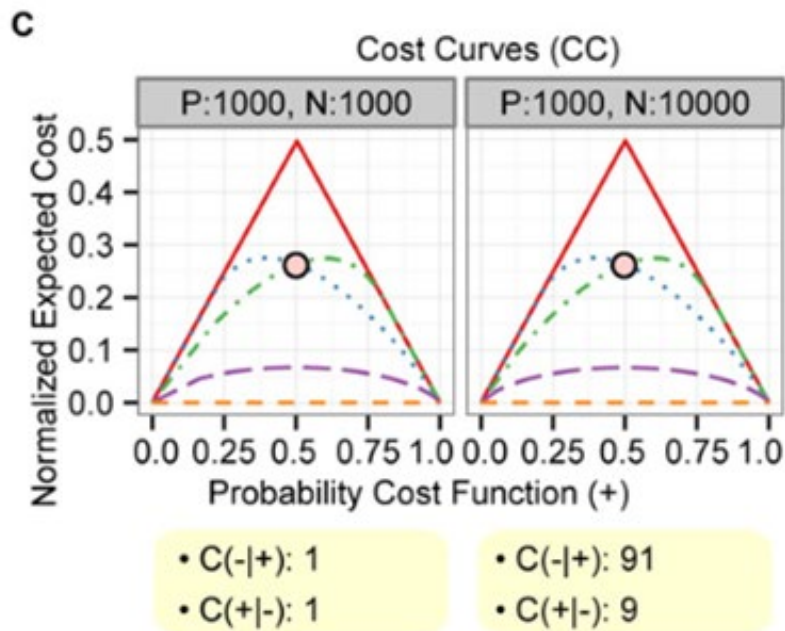 C
Cost Curves (CC)
P:1000, N:1000
P:1000, N:10000
Normalized Expected Cost
0.5
0.4
0.3
0.2
0.1
0.0
0.0 0.25 0.5 0.75 1.0
0.0 0.25 0.5 0.75 1.0
Probability Cost Function (+)
• C(-|+): 1
• C(+|-): 1
• C(-|+): 91
• C(+|-): 9